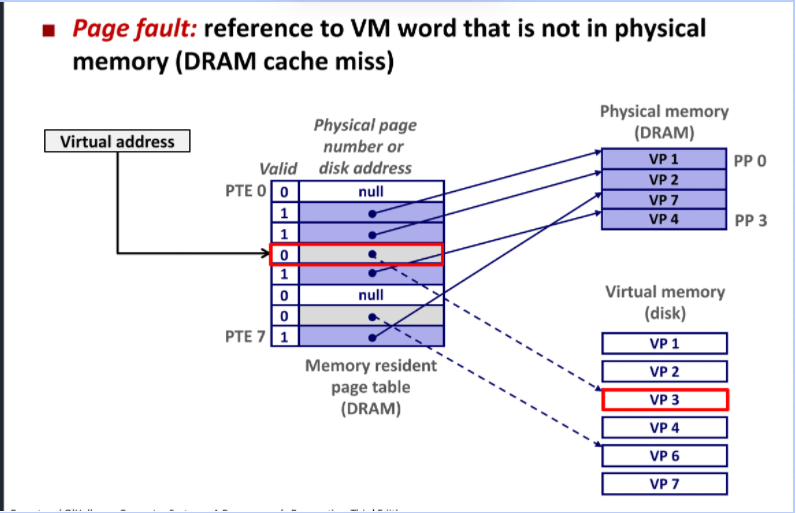 Page fault: reference to VM word that is not in physical
memory (DRAM cache miss)
Virtual address
Physical page
number or
disk address
Valid
PTE 0
0
null
1
1
0
1
0
null
0
PTE 7
1
Memory resident
page table
(DRAM)
Physical memory
(DRAM)
VP 1
PP 0
VP 2
VP 7
VP 4
PP 3
Virtual memory
(disk)
VP 1
VP 2
VP 3
VP 4
VP 6
VP 7